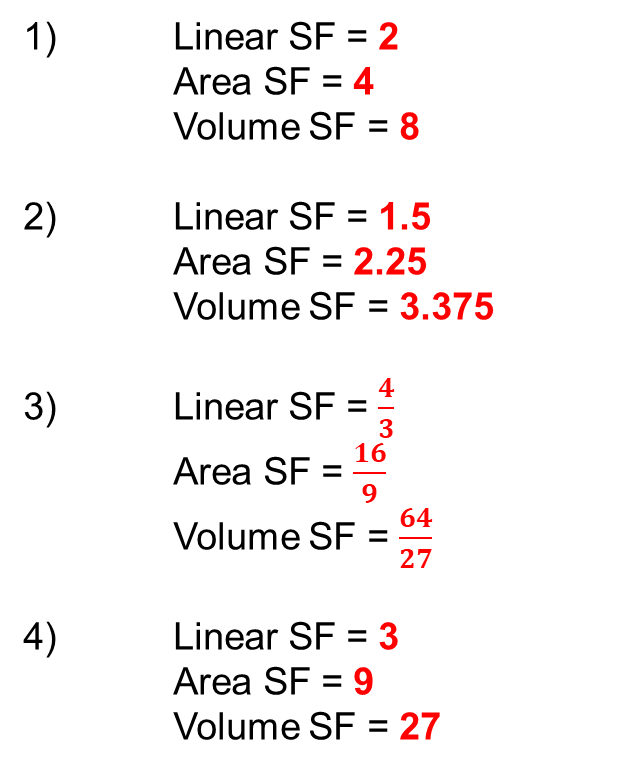 1) Linear SF = 2
Area SF = 4
Volume SF = 8
2) Linear SF = 1.5
Area SF = 2.25
Volume SF = 3.375
3) Linear SF = 4/3
Area SF = 16/9
Volume SF = 64/27
4) Linear SF = 3
Area SF = 9
Volume SF = 27